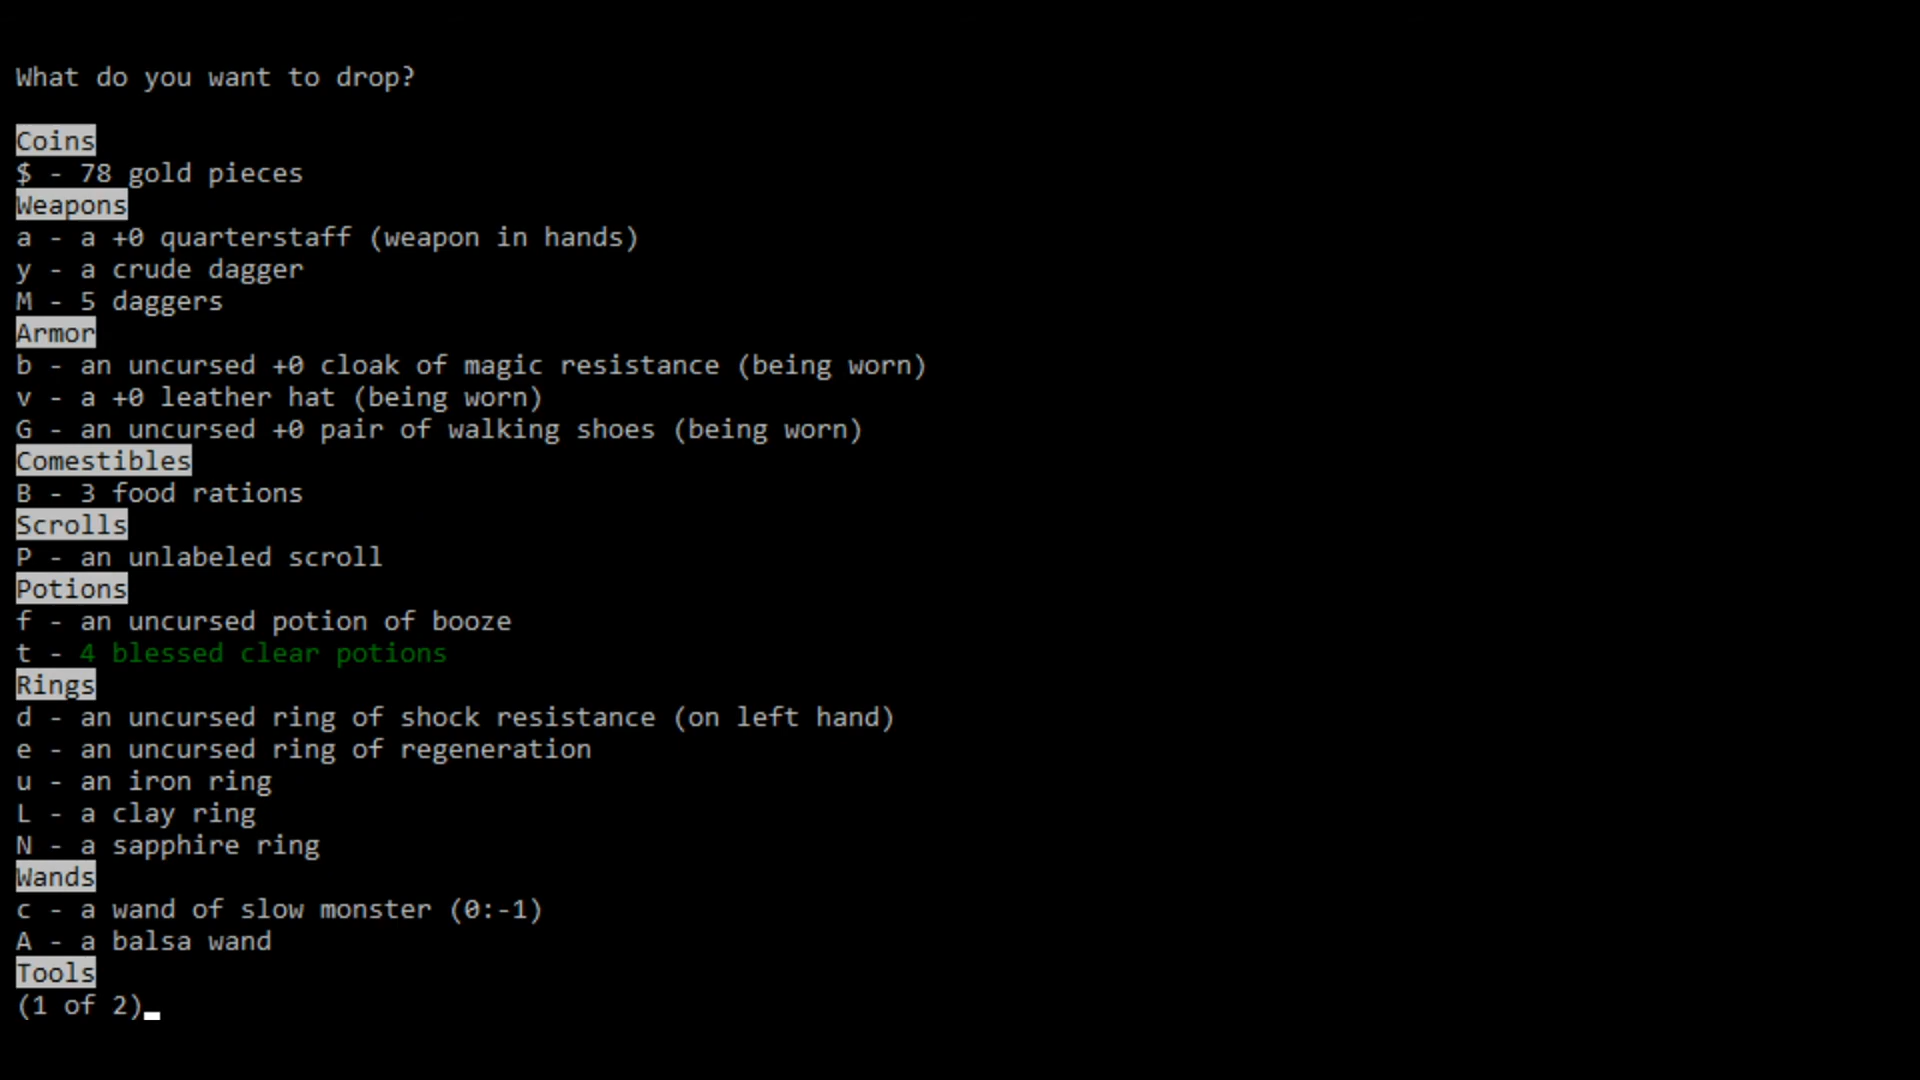 What do you want to drop?
Coins
$ - 78 gold pieces
Weapons
a - a +0 quarterstaff (weapon in hands)
y - a crude dagger
M - 5 daggers
Armor
b - an uncursed +0 cloak of magic resistance (being worn)
v - a +0 leather hat (being worn)
G - an uncursed +0 pair of walking shoes (being worn)
Comestibles
B - 3 food rations
Scrolls
P - an unlabeled scroll
Potions
f - an uncursed potion of booze
t - 4 blessed clear potions
Rings
d - an uncursed ring of shock resistance (on left hand)
e - an uncursed ring of regeneration
u - an iron ring
L - a clay ring
N - a sapphire ring
Wands
c - a wand of slow monster (0:-1)
A - a balsa wand
Tools
(1 of 2)